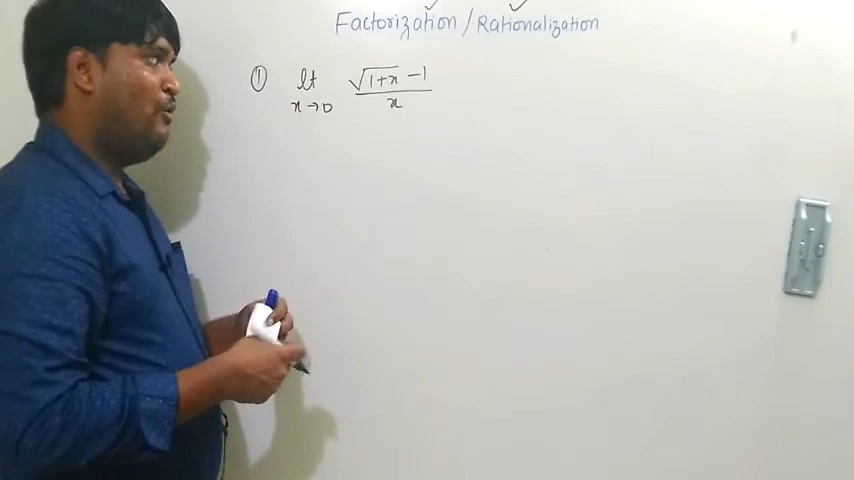 Factorization / Rationalization
① lt √1+x -1
x→0 x